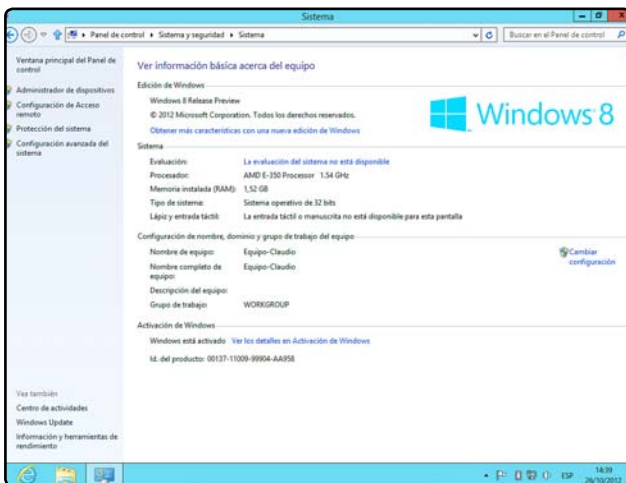 Sistema
Panel de control ▸ Sistema y seguridad ▸ Sistema
Buscar en el Panel de control
Ventana principal del Panel de
control
Administrador de dispositivos
Configuración de Acceso
remoto
Protección del sistema
Configuración avanzada del
sistema
Ver información básica acerca del equipo
Edición de Windows
Windows 8 Release Preview
© 2012 Microsoft Corporation. Todos los derechos reservados.
Obtener más características con una nueva edición de Windows
Windows 8
Sistema
Evaluación: La evaluación del sistema no está disponible
Procesador: AMD E-350 Processor 1.54 GHz
Memoria instalada (RAM): 1,52 GB
Tipo de sistema: Sistema operativo de 32 bits
Lápiz y entrada táctil: La entrada táctil o manuscrita no está disponible para esta pantalla
Configuración de nombre, dominio y grupo de trabajo del equipo
Nombre de equipo: Equipo-Claudio
Cambiar
configuración
Nombre completo de
equipo: Equipo-Claudio
Descripción del equipo:
Grupo de trabajo: WORKGROUP
Activación de Windows
Windows está activado Ver los detalles en Activación de Windows
Id. del producto: 00137-11009-99904-AA958
Vea también
Centro de actividades
Windows Update
Información y herramientas de
rendimiento
ESP
14:39
26/10/2012